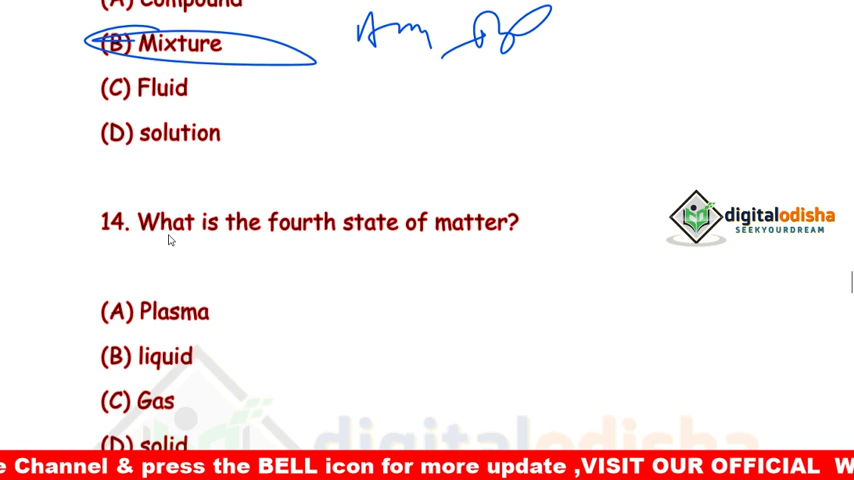 (A) Compound
(B) Mixture
(C) Fluid
(D) solution
digitalodisha
SEEKYOURDREAM
14. What is the fourth state of matter?
(A) Plasma
(B) liquid
(C) Gas
(D) solid
digitalodisha
e Channel & press the BELL icon for more update ,VISIT OUR OFFICIAL W